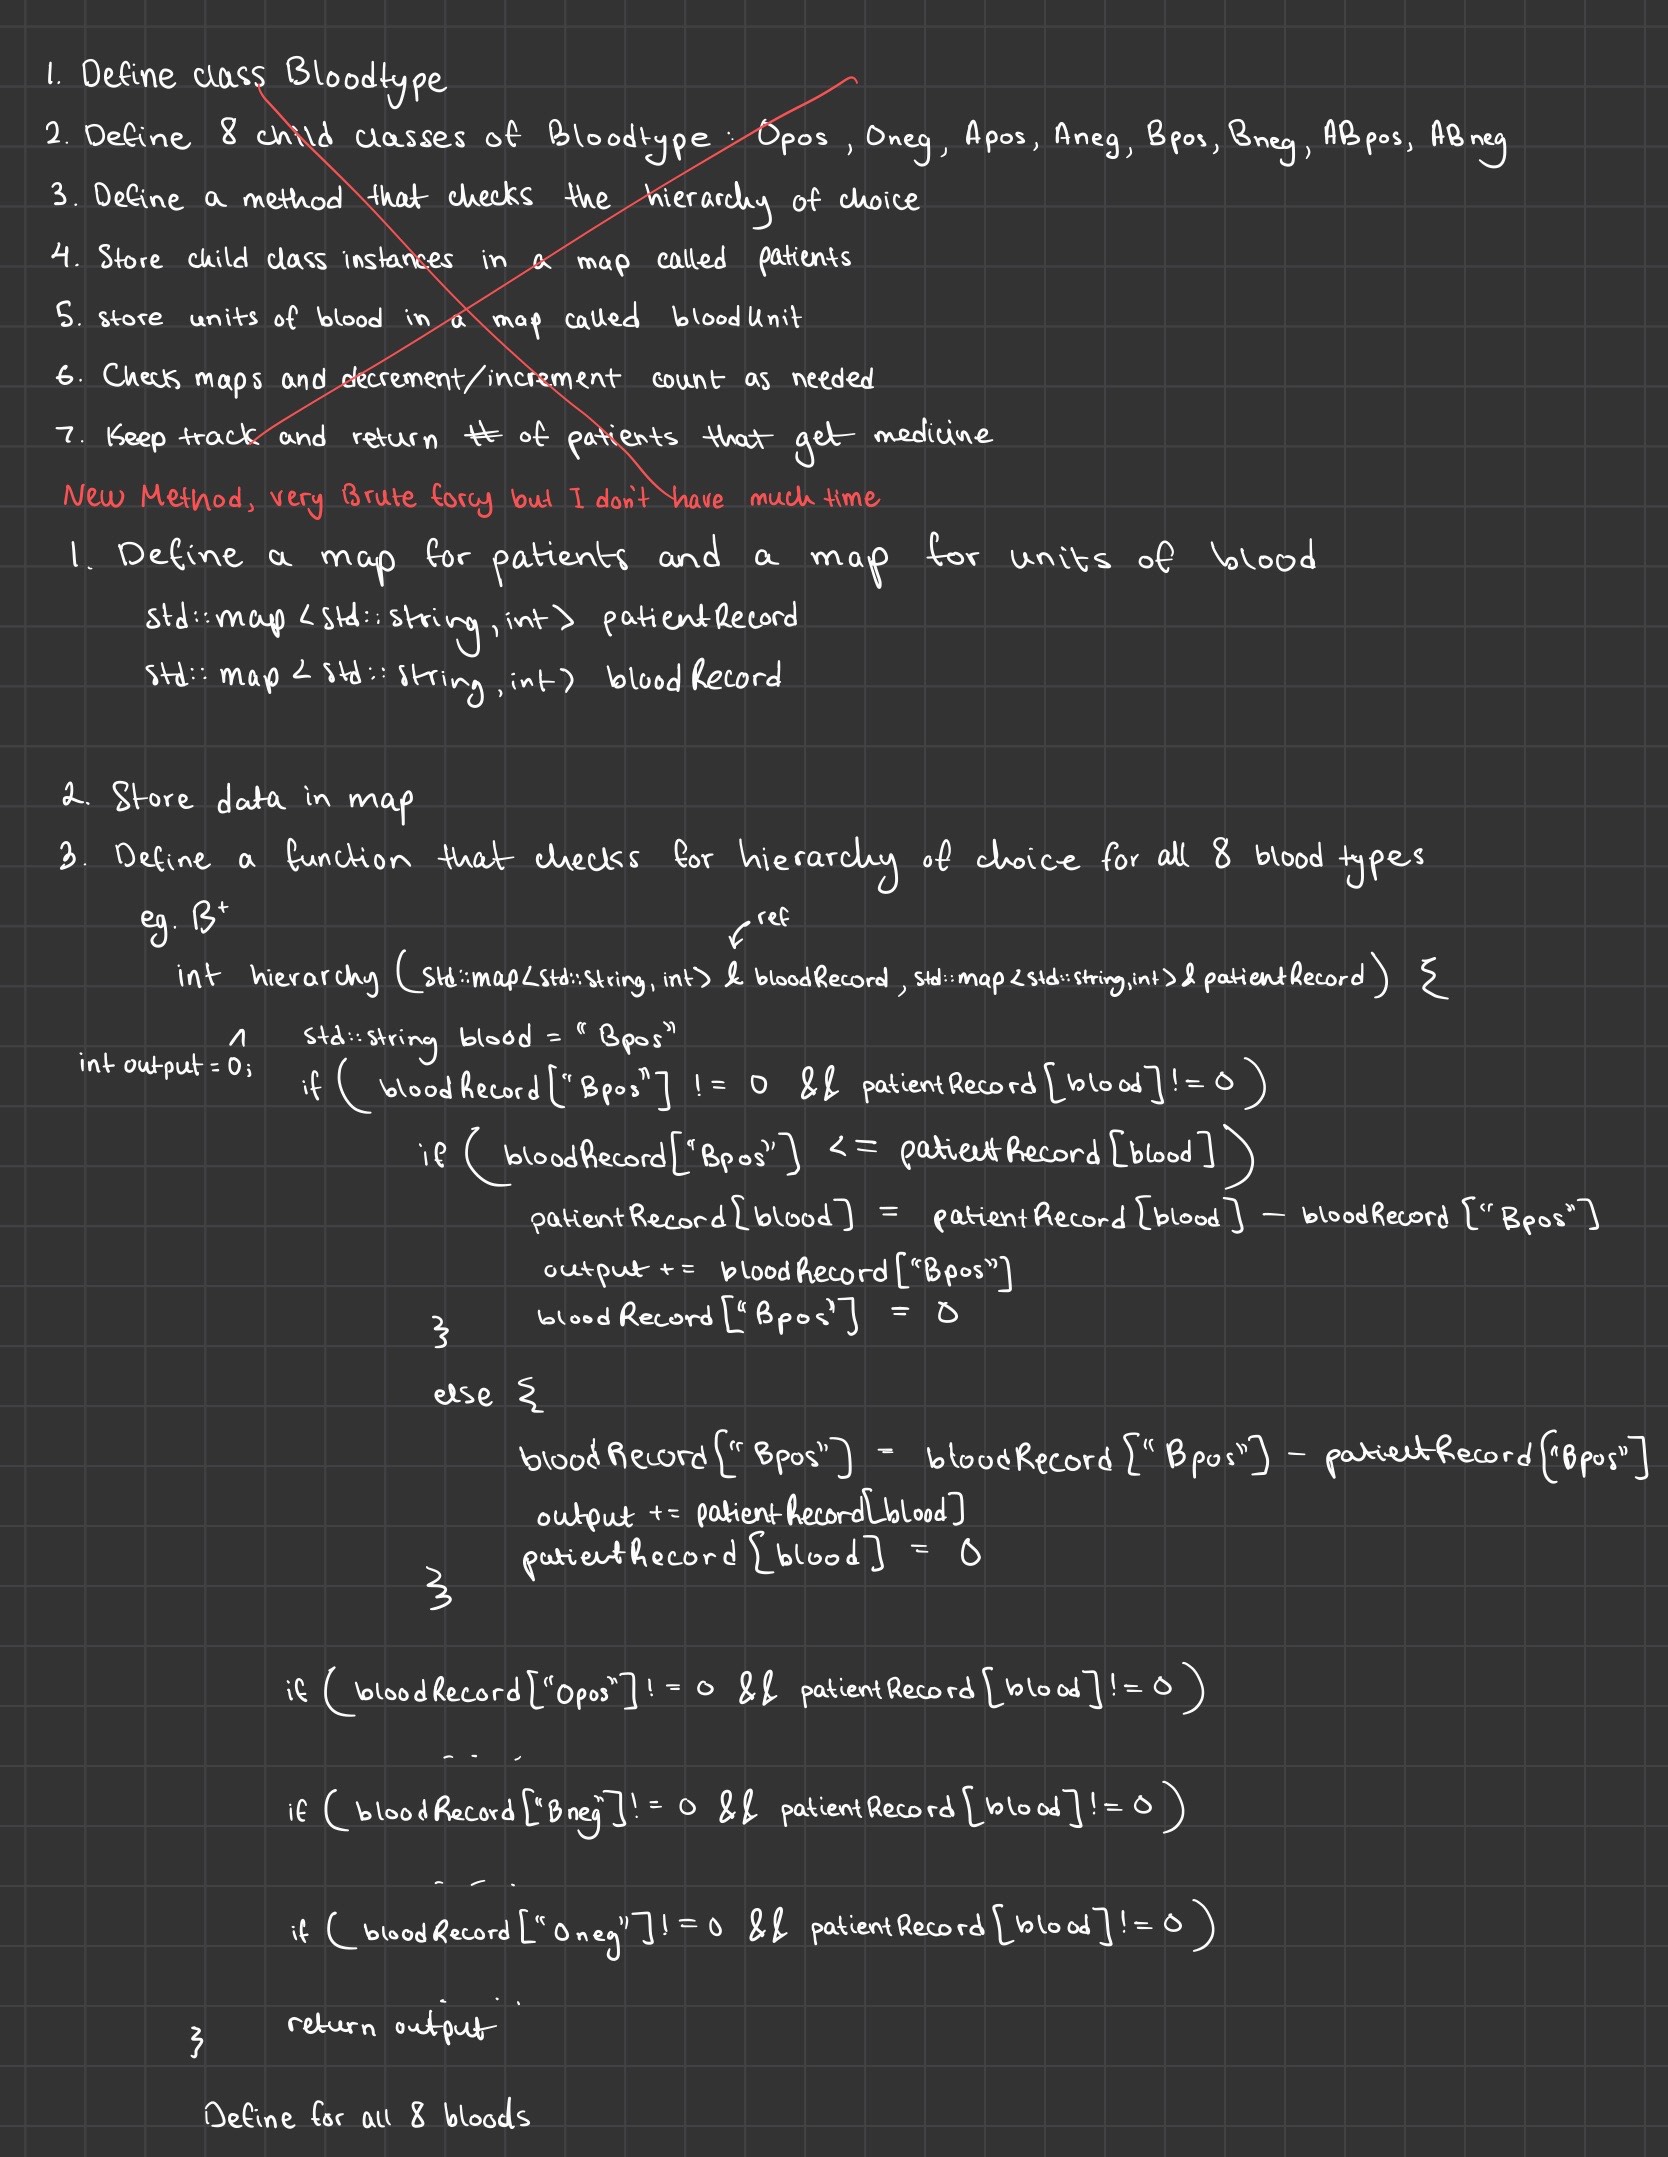 1. Define class Bloodtype
2. Define 8 child classes of Bloodtype: Opos, Oneg, Apos, Aneg, Bpos, Bneg, ABpos, ABneg
3. Define a method that checks the hierarchy of choice
4. Store child class instances in a map called patients
5. store units of blood in a map called bloodUnit
6. Check maps and decrement/increment count as needed
7. Keep track and return # of patients that get medicine
New Method, very Brute forcy but I don't have much time
1. Define a map for patients and a map for units of blood
std::map<std::string, int> patientRecord
std::map<std::string, int> bloodRecord
2. Store data in map
3. Define a function that checks for hierarchy of choice for all 8 blood types
eg. B+
ref
int hierarchy (std::map<std::string, int> & bloodRecord, std::map<std::string,int> & patientRecord) {
std::string blood = "Bpos"
int output = 0;
if ( bloodRecord["Bpos"] != 0 && patientRecord[blood] != 0 )
if ( bloodRecord["Bpos"] <= patientRecord[blood] )
patientRecord[blood] = patientRecord[blood] - bloodRecord["Bpos"]
output += bloodRecord["Bpos"]
} bloodRecord["Bpos"] = 0
else {
bloodRecord["Bpos"] = bloodRecord["Bpos"] - patientRecord["Bpos"]
output += patientRecord[blood]
patientRecord[blood] = 0
}
if ( bloodRecord["Opos"] != 0 && patientRecord[blood] != 0 )
...
if ( bloodRecord["Bneg"] != 0 && patientRecord[blood] != 0 )
...
if ( bloodRecord["Oneg"] != 0 && patientRecord[blood] != 0 )
...
return output
}
Define for all 8 bloods